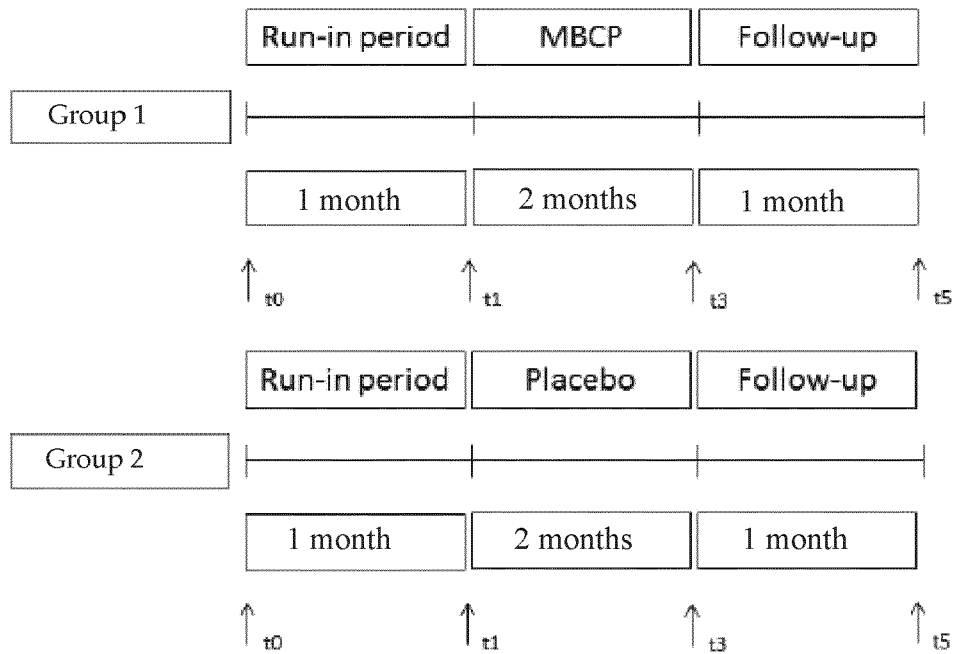 Run-in period MBCP Follow-up
Group 1
1 month 2 months 1 month
t0 t1 t3 t5
Run-in period Placebo Follow-up
Group 2
1 month 2 months 1 month
t0 t1 t3 t5